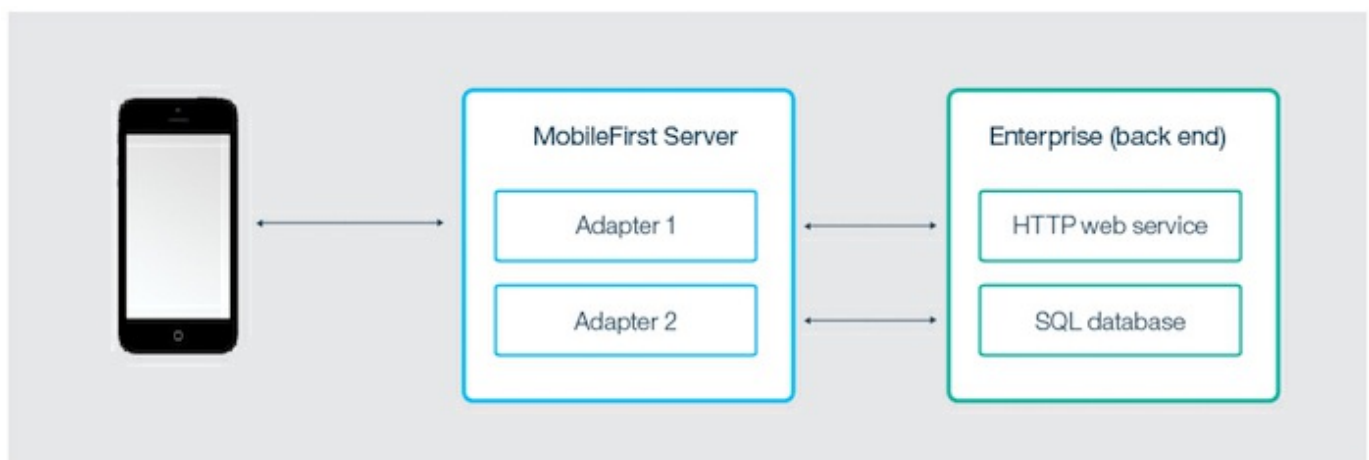 MobileFirst Server
Adapter 1
Adapter 2
Enterprise (back end)
HTTP web service
SQL database